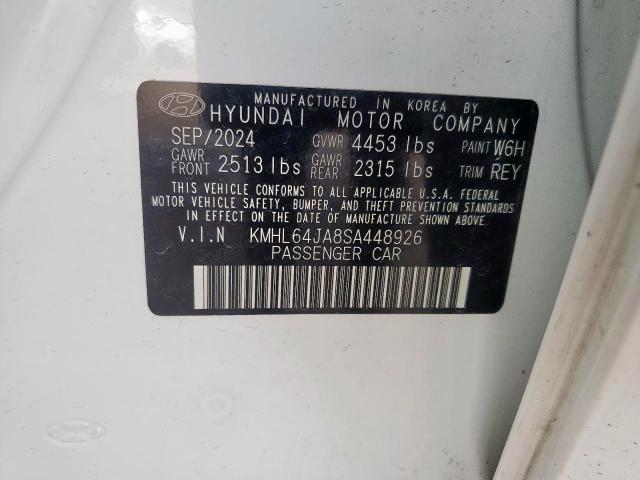 MANUFACTURED IN KOREA BY
HYUNDAI MOTOR COMPANY
SEP/2024 GVWR 4453 lbs PAINT W6H
GAWR FRONT 2513 lbs GAWR REAR 2315 lbs TRIM REY
THIS VEHICLE CONFORMS TO ALL APPLICABLE U.S.A. FEDERAL
MOTOR VEHICLE SAFETY, BUMPER, AND THEFT PREVENTION STANDARDS
IN EFFECT ON THE DATE OF MANUFACTURE SHOWN ABOVE.
V.I.N KMHL64JA8SA448926
PASSENGER CAR